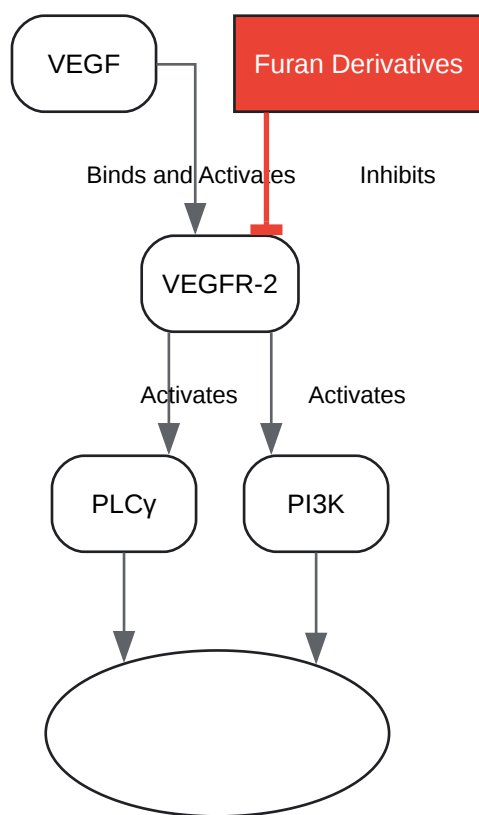 VEGF
Furan Derivatives
Binds and Activates
Inhibits
VEGFR-2
Activates
Activates
PLCγ
PI3K